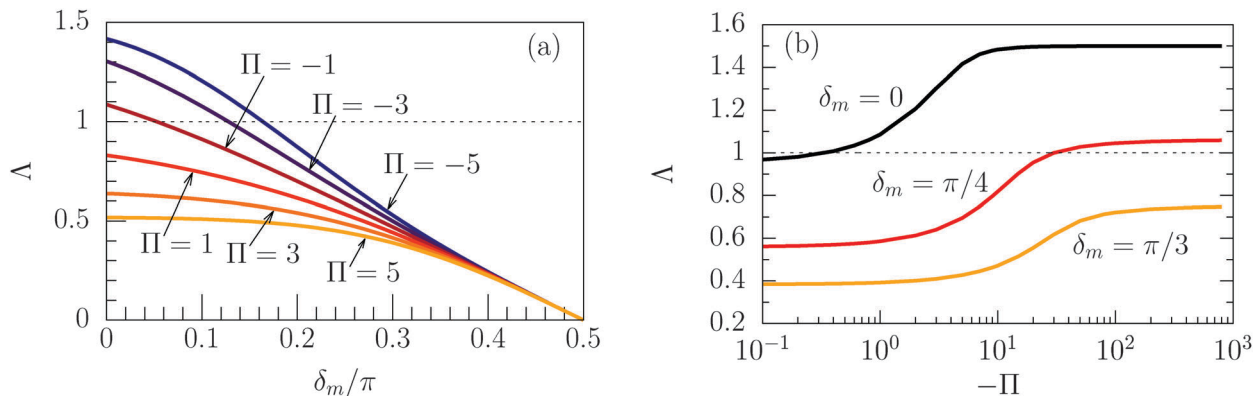 (a)
1.5
1
0.5
0
Λ
Π = −1
Π = −3
Π = −5
Π = 1
Π = 3
Π = 5
0 0.1 0.2 0.3 0.4 0.5
δm/π
(b)
1.6
1.4
1.2
1
0.8
0.6
0.4
0.2
Λ
δm = 0
δm = π/4
δm = π/3
10⁻¹ 10⁰ 10¹ 10² 10³
−Π